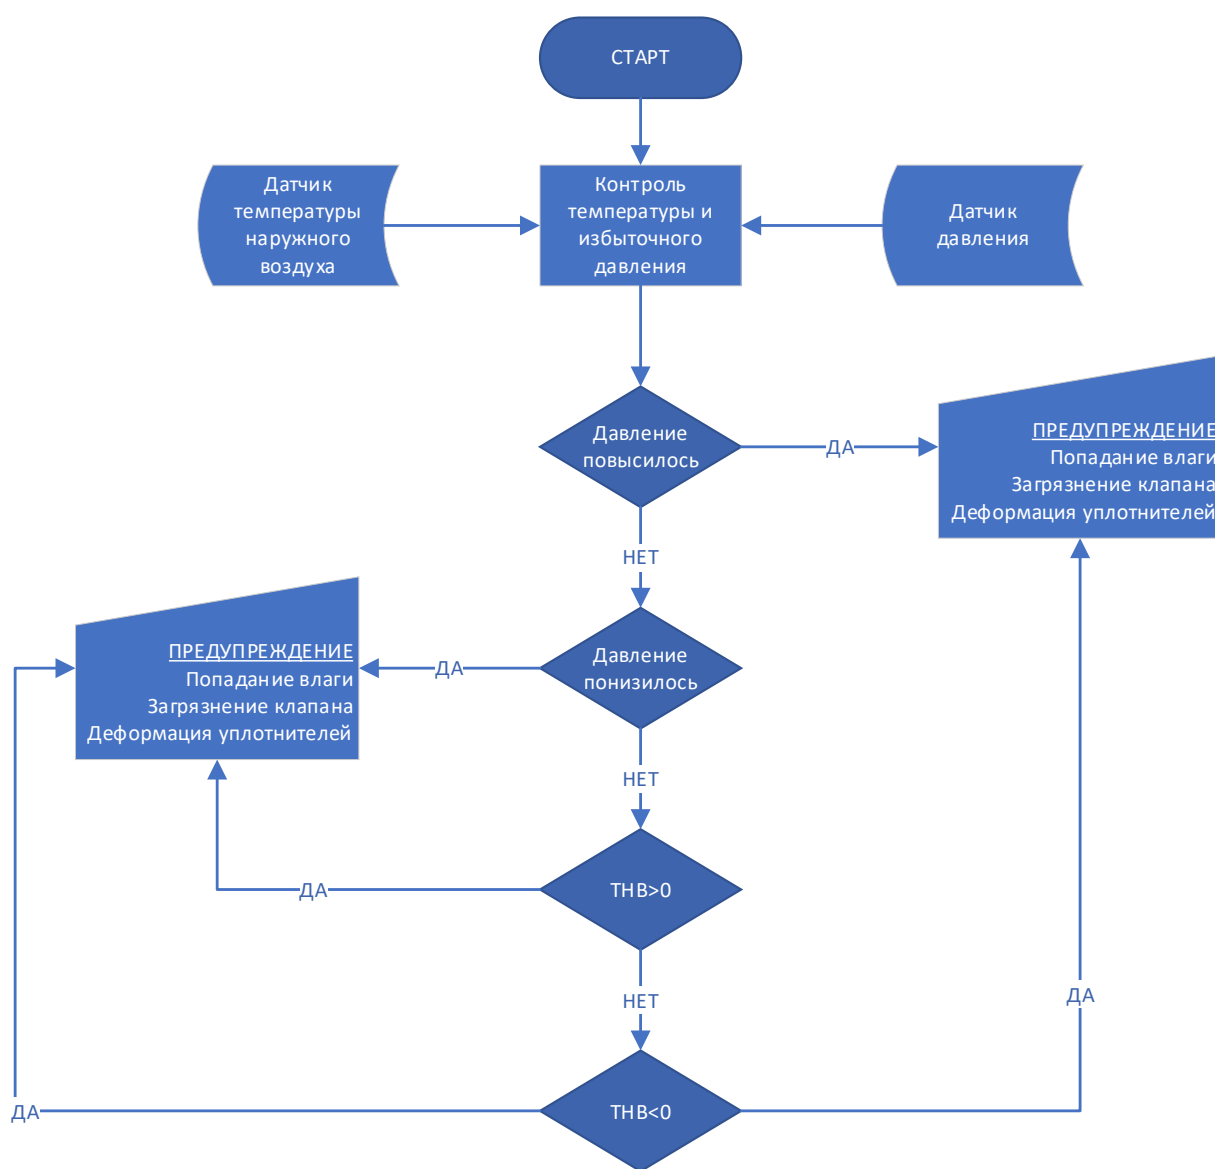 СТАРТ
Датчик
температуры
наружного
воздуха
Контроль
температуры и
избыточного
давления
Датчик
давления
Давление
повысилось
ДА
ПРЕДУПРЕЖДЕНИЕ
Попадание влаги
Загрязнение клапана
Деформация уплотнителей
НЕТ
Давление
понизилось
ДА
ПРЕДУПРЕЖДЕНИЕ
Попадание влаги
Загрязнение клапана
Деформация уплотнителей
НЕТ
ТНВ>0
ДА
НЕТ
ДА
ТНВ<0
ДА